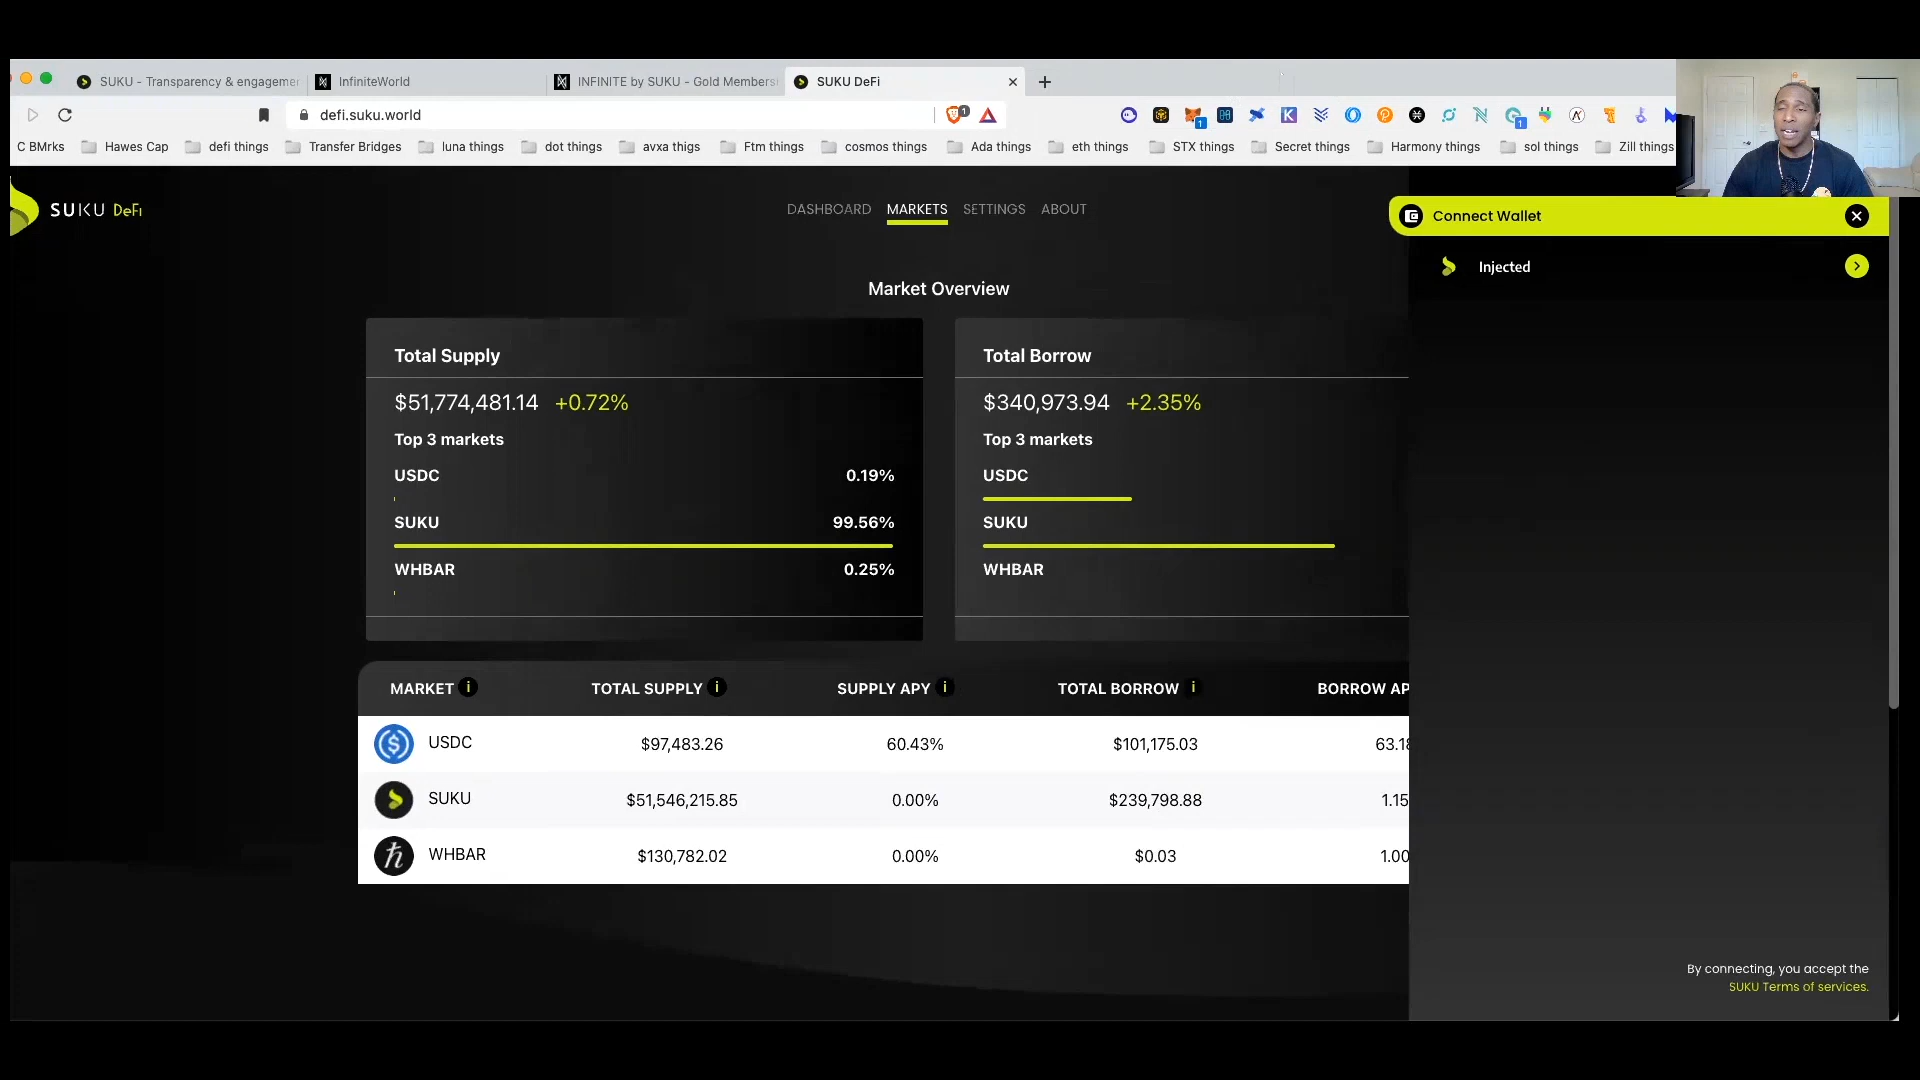 SUKU - Transparency & engagemen
InfiniteWorld
INFINITE by SUKU - Gold Members
SUKU DeFi
defi.suku.world
1
1
1
C BMrks
Hawes Cap
defi things
Transfer Bridges
luna things
dot things
avxa thigs
Ftm things
cosmos things
Ada things
eth things
STX things
Secret things
Harmony things
sol things
Zill things
SUKU DeFi
DASHBOARD
MARKETS
SETTINGS
ABOUT
Connect Wallet
Injected
Market Overview
Total Supply
$51,774,481.14 +0.72%
Top 3 markets
USDC 0.19%
SUKU 99.56%
WHBAR 0.25%
Total Borrow
$340,973.94 +2.35%
Top 3 markets
USDC
SUKU
WHBAR
MARKET TOTAL SUPPLY SUPPLY APY TOTAL BORROW BORROW AP
USDC $97,483.26 60.43% $101,175.03 63.18
SUKU $51,546,215.85 0.00% $239,798.88 1.15
WHBAR $130,782.02 0.00% $0.03 1.00
By connecting, you accept the
SUKU Terms of services.